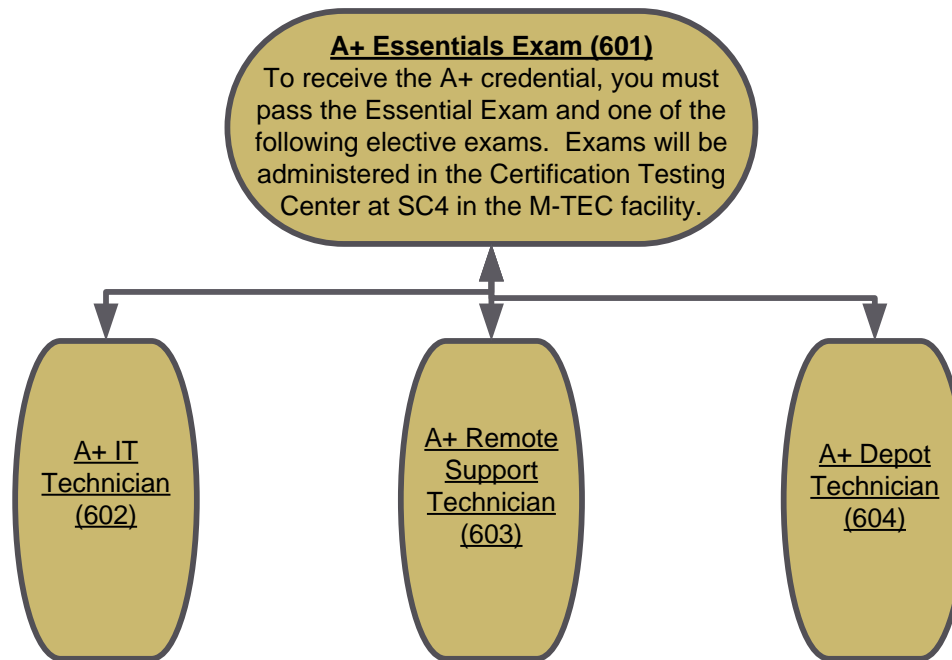 A+ Essentials Exam (601)
To receive the A+ credential, you must
pass the Essential Exam and one of the
following elective exams.  Exams will be
administered in the Certification Testing
Center at SC4 in the M-TEC facility.
A+ IT
Technician
(602)
A+ Remote
Support
Technician
(603)
A+ Depot
Technician
(604)